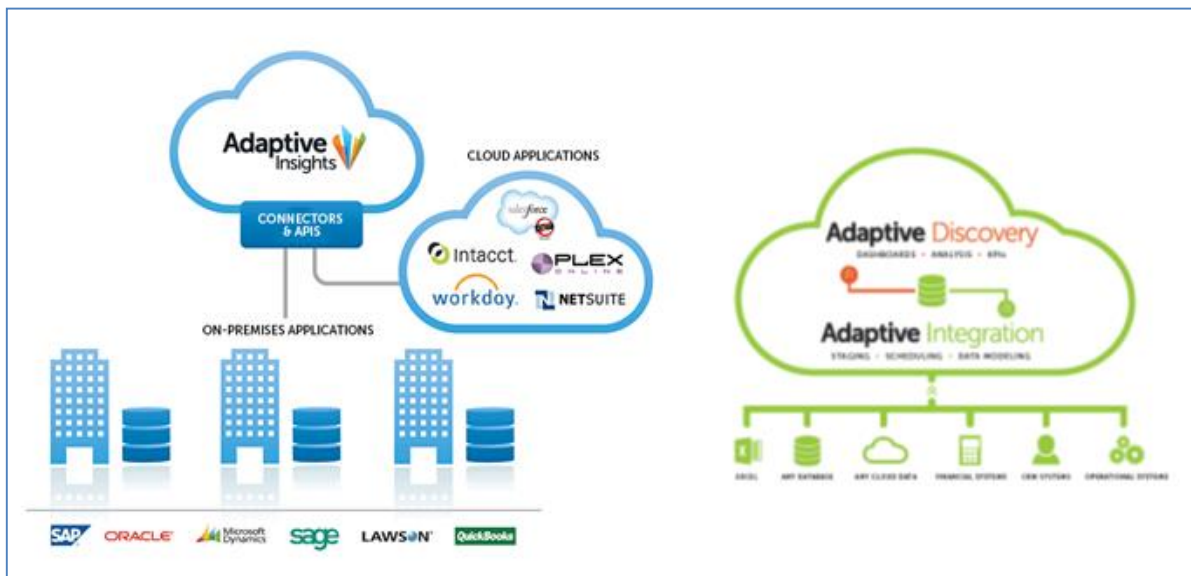 Adaptive
Insights
CONNECTORS
& APIS
CLOUD APPLICATIONS
salesforce
Intacct.
PLEX
ONLINE
workday.
NETSUITE
ON-PREMISES APPLICATIONS
SAP
ORACLE
Microsoft
Dynamics
sage
LAWSON
QuickBooks
Adaptive Discovery
DASHBOARDS • ANALYSIS • KPIs
Adaptive Integration
STAGING • SCHEDULING • DATA MODELING
EXCEL
ANY DATABASE
ANY CLOUD DATA
FINANCIAL SYSTEMS
CRM SYSTEMS
OPERATIONAL SYSTEMS